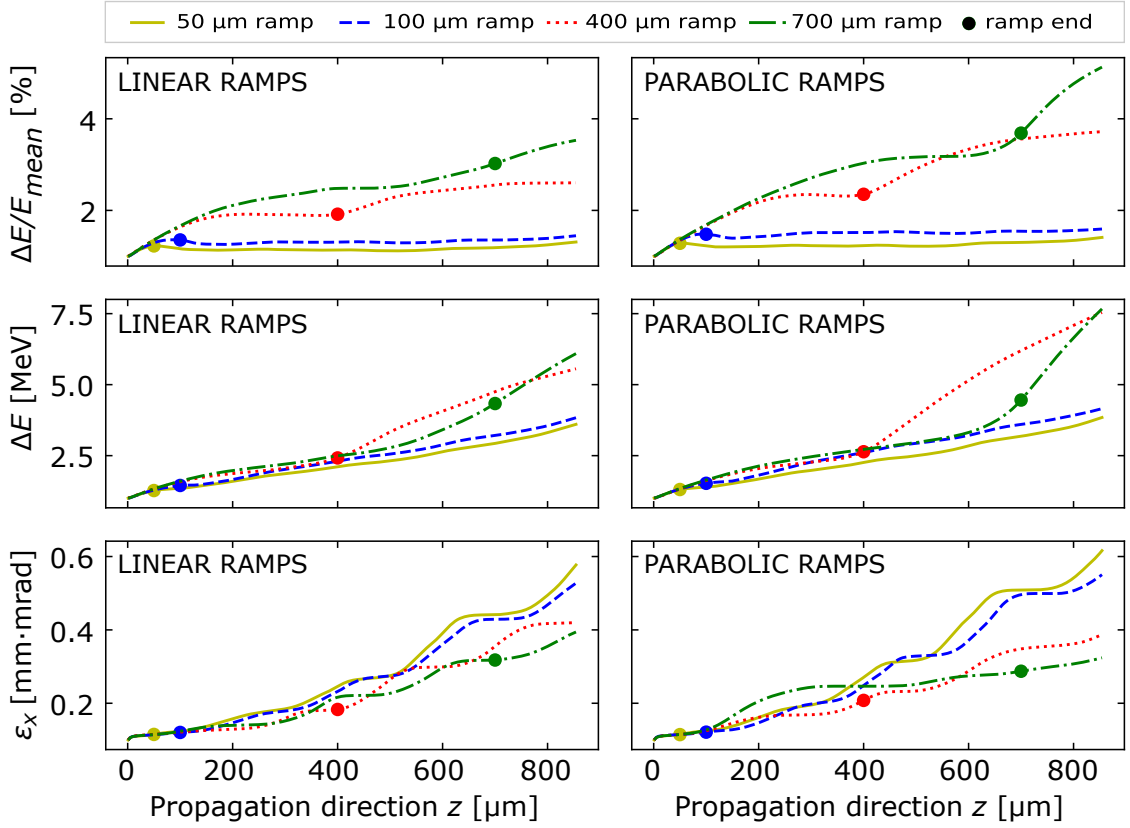 50 µm ramp 100 µm ramp 400 µm ramp 700 µm ramp ramp end
ΔE/E_mean [%]
4
2
LINEAR RAMPS
PARABOLIC RAMPS
ΔE [MeV]
7.5
5.0
2.5
LINEAR RAMPS
PARABOLIC RAMPS
ε_x [mm·mrad]
0.6
0.4
0.2
LINEAR RAMPS
PARABOLIC RAMPS
0 200 400 600 800
0 200 400 600 800
Propagation direction z [µm]
Propagation direction z [µm]